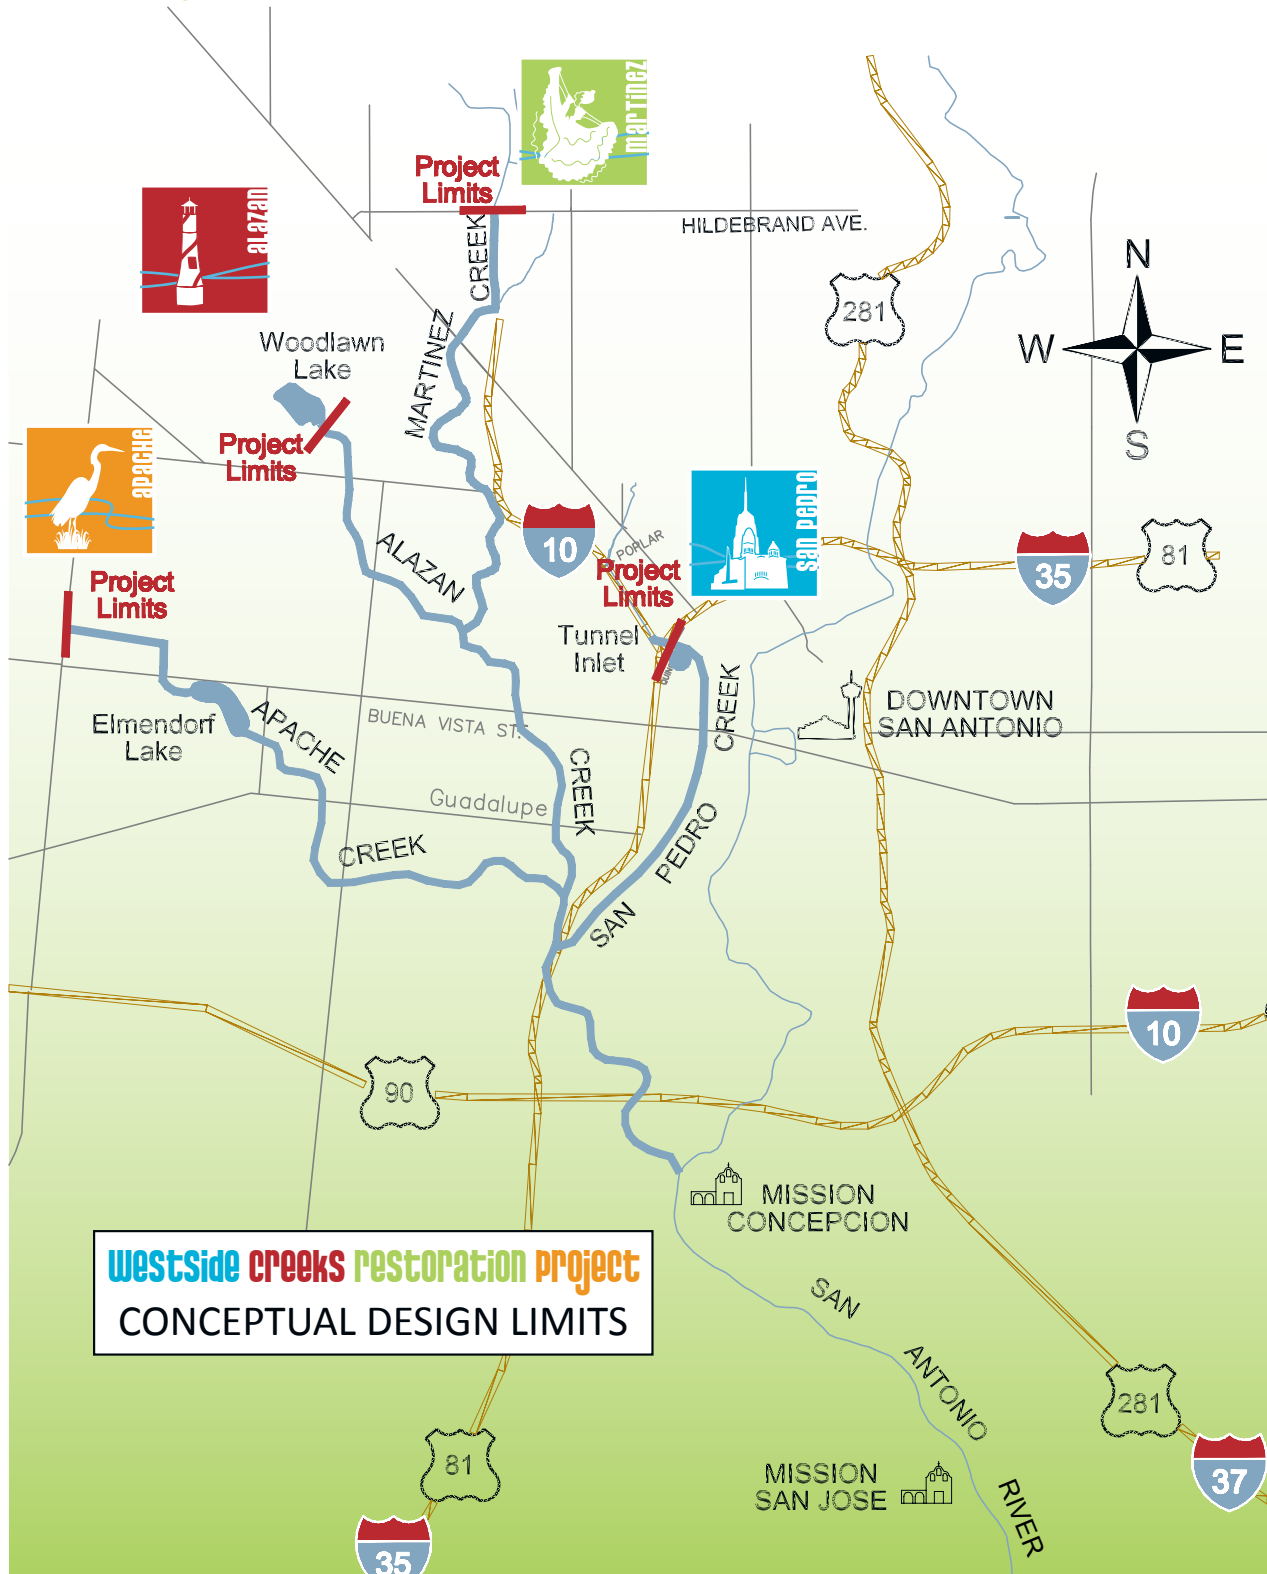 MARTINEZ
Project
Limits
ALAZAN
HILDEBRAND AVE.
CREEK
MARTINEZ
281
N
W
E
S
Woodlawn
Lake
Project
Limits
APACHE
SAN PEDRO
10
POPLAR
35
81
Project
Limits
Project
Limits
ALAZAN
Tunnel
Inlet
CREEK
Elmendorf
Lake
APACHE
BUENA VISTA ST.
DOWNTOWN
SAN ANTONIO
CREEK
Guadalupe
CREEK
PEDRO
SAN
10
90
MISSION
CONCEPCION
westside creeks restoration project
CONCEPTUAL DESIGN LIMITS
SAN
ANTONIO
RIVER
281
81
MISSION
SAN JOSE
37
35